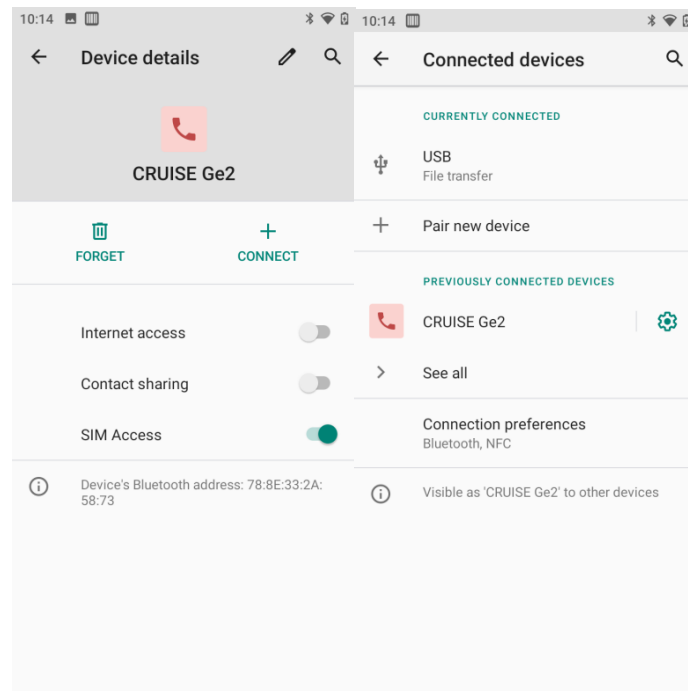 10:14
Device details
CRUISE Ge2
FORGET
CONNECT
Internet access
Contact sharing
SIM Access
Device's Bluetooth address: 78:8E:33:2A:
58:73
10:14
Connected devices
CURRENTLY CONNECTED
USB
File transfer
Pair new device
PREVIOUSLY CONNECTED DEVICES
CRUISE Ge2
See all
Connection preferences
Bluetooth, NFC
Visible as 'CRUISE Ge2' to other devices